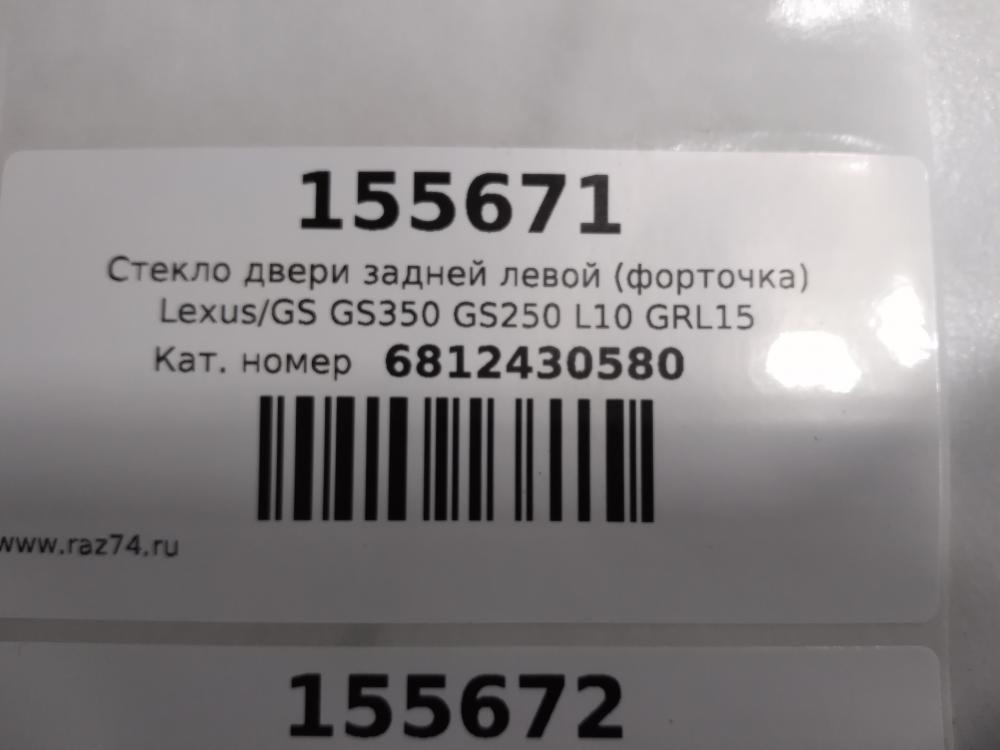 155671
Стекло двери задней левой (форточка)
Lexus/GS GS350 GS250 L10 GRL15
Кат. номер 6812430580
www.raz74.ru
155672